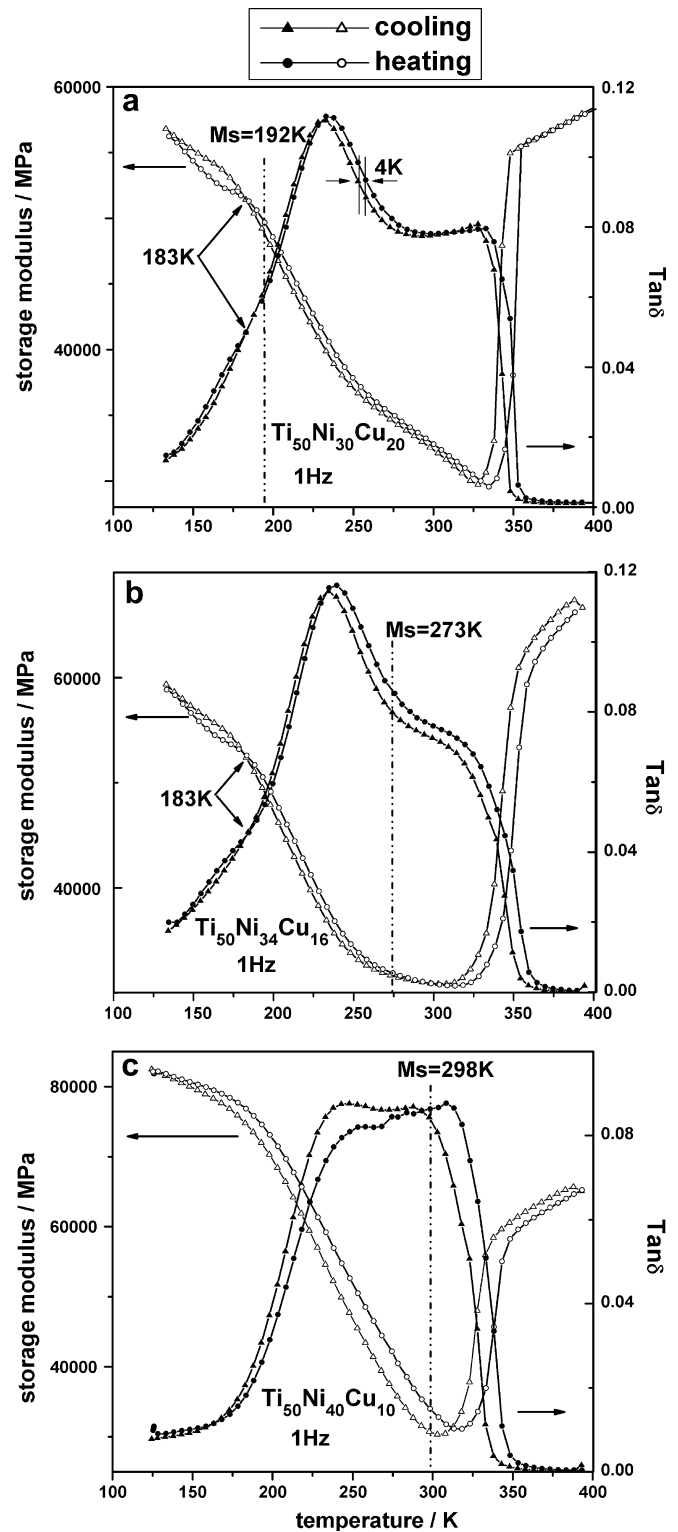 cooling
heating
a
60000
40000
storage modulus / MPa
Ms=192K
4K
183K
Ti50Ni30Cu20
1Hz
0.12
0.08
0.04
0.00
Tanδ
100 150 200 250 300 350 400
b
60000
40000
storage modulus / MPa
Ms=273K
183K
Ti50Ni34Cu16
1Hz
0.12
0.08
0.04
0.00
Tanδ
100 150 200 250 300 350 400
c
80000
60000
40000
storage modulus / MPa
Ms=298K
Ti50Ni40Cu10
1Hz
0.08
0.04
0.00
Tanδ
100 150 200 250 300 350 400
temperature / K